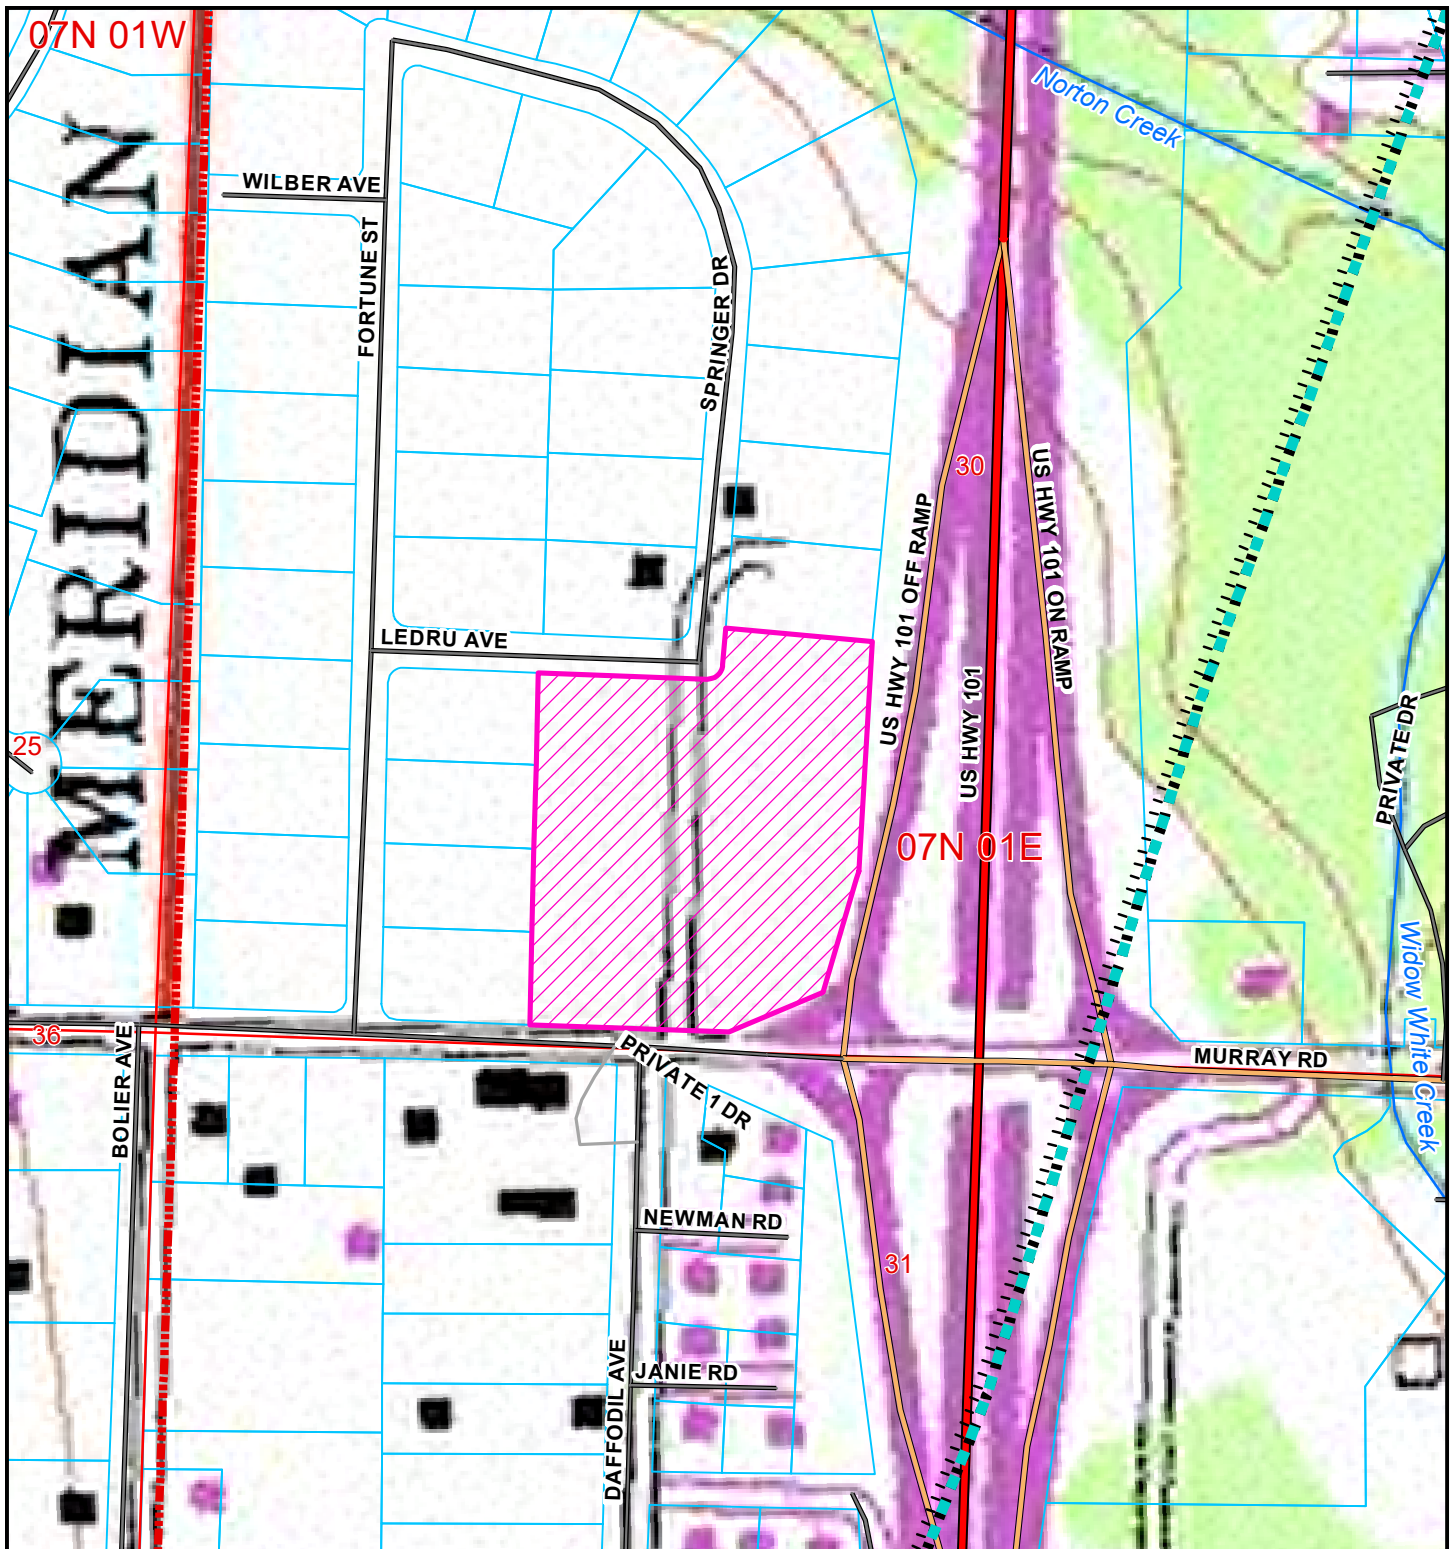 07N 01W
Norton Creek
WILBER AVE
MERIDIAN
FORTUNE ST
SPRINGER DR
30
US HWY 101 OFF RAMP
US HWY 101 ON RAMP
LEDRU AVE
US HWY 101
PRIVATE DR
25
07N 01E
Widow White Creek
36
BOLIER AVE
PRIVATE 1 DR
MURRAY RD
NEWMAN RD
31
DAFFODIL AVE
JANIE RD